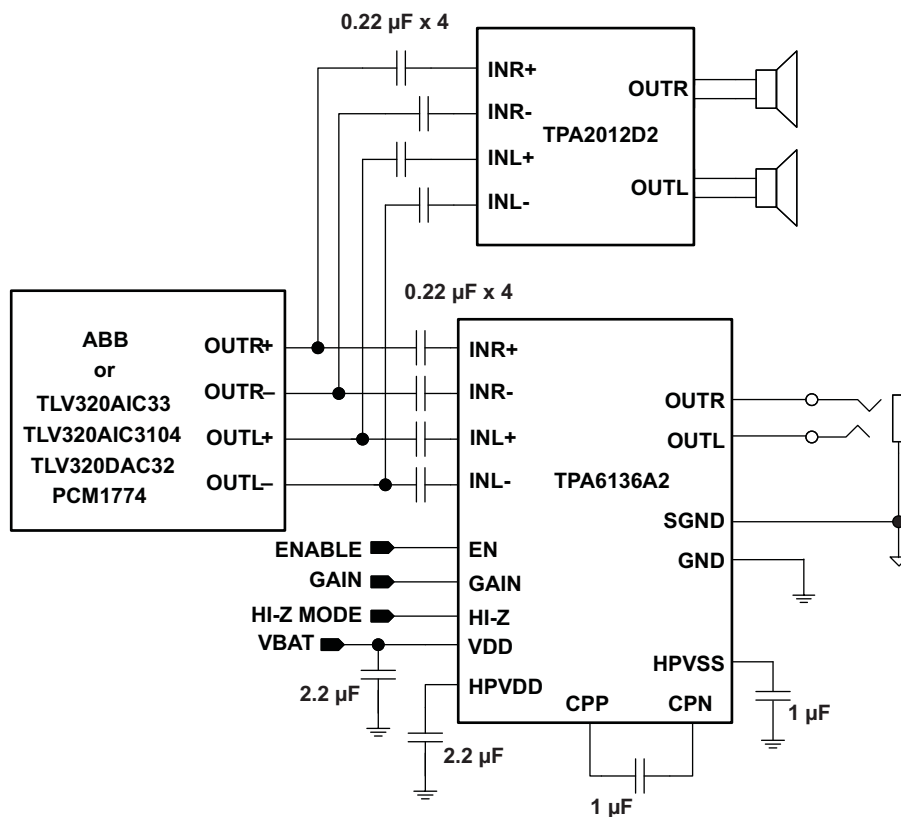 0.22 µF x 4
INR+
INR-
INL+
INL-
TPA2012D2
OUTR
OUTL
0.22 µF x 4
ABB
or
TLV320AIC33
TLV320AIC3104
TLV320DAC32
PCM1774
OUTR+
OUTR–
OUTL+
OUTL–
INR+
INR-
INL+
INL-
TPA6136A2
OUTR
OUTL
SGND
GND
ENABLE
EN
GAIN
GAIN
HI-Z MODE
HI-Z
VBAT
VDD
HPVDD
HPVSS
CPP
CPN
2.2 µF
2.2 µF
1 µF
1 µF